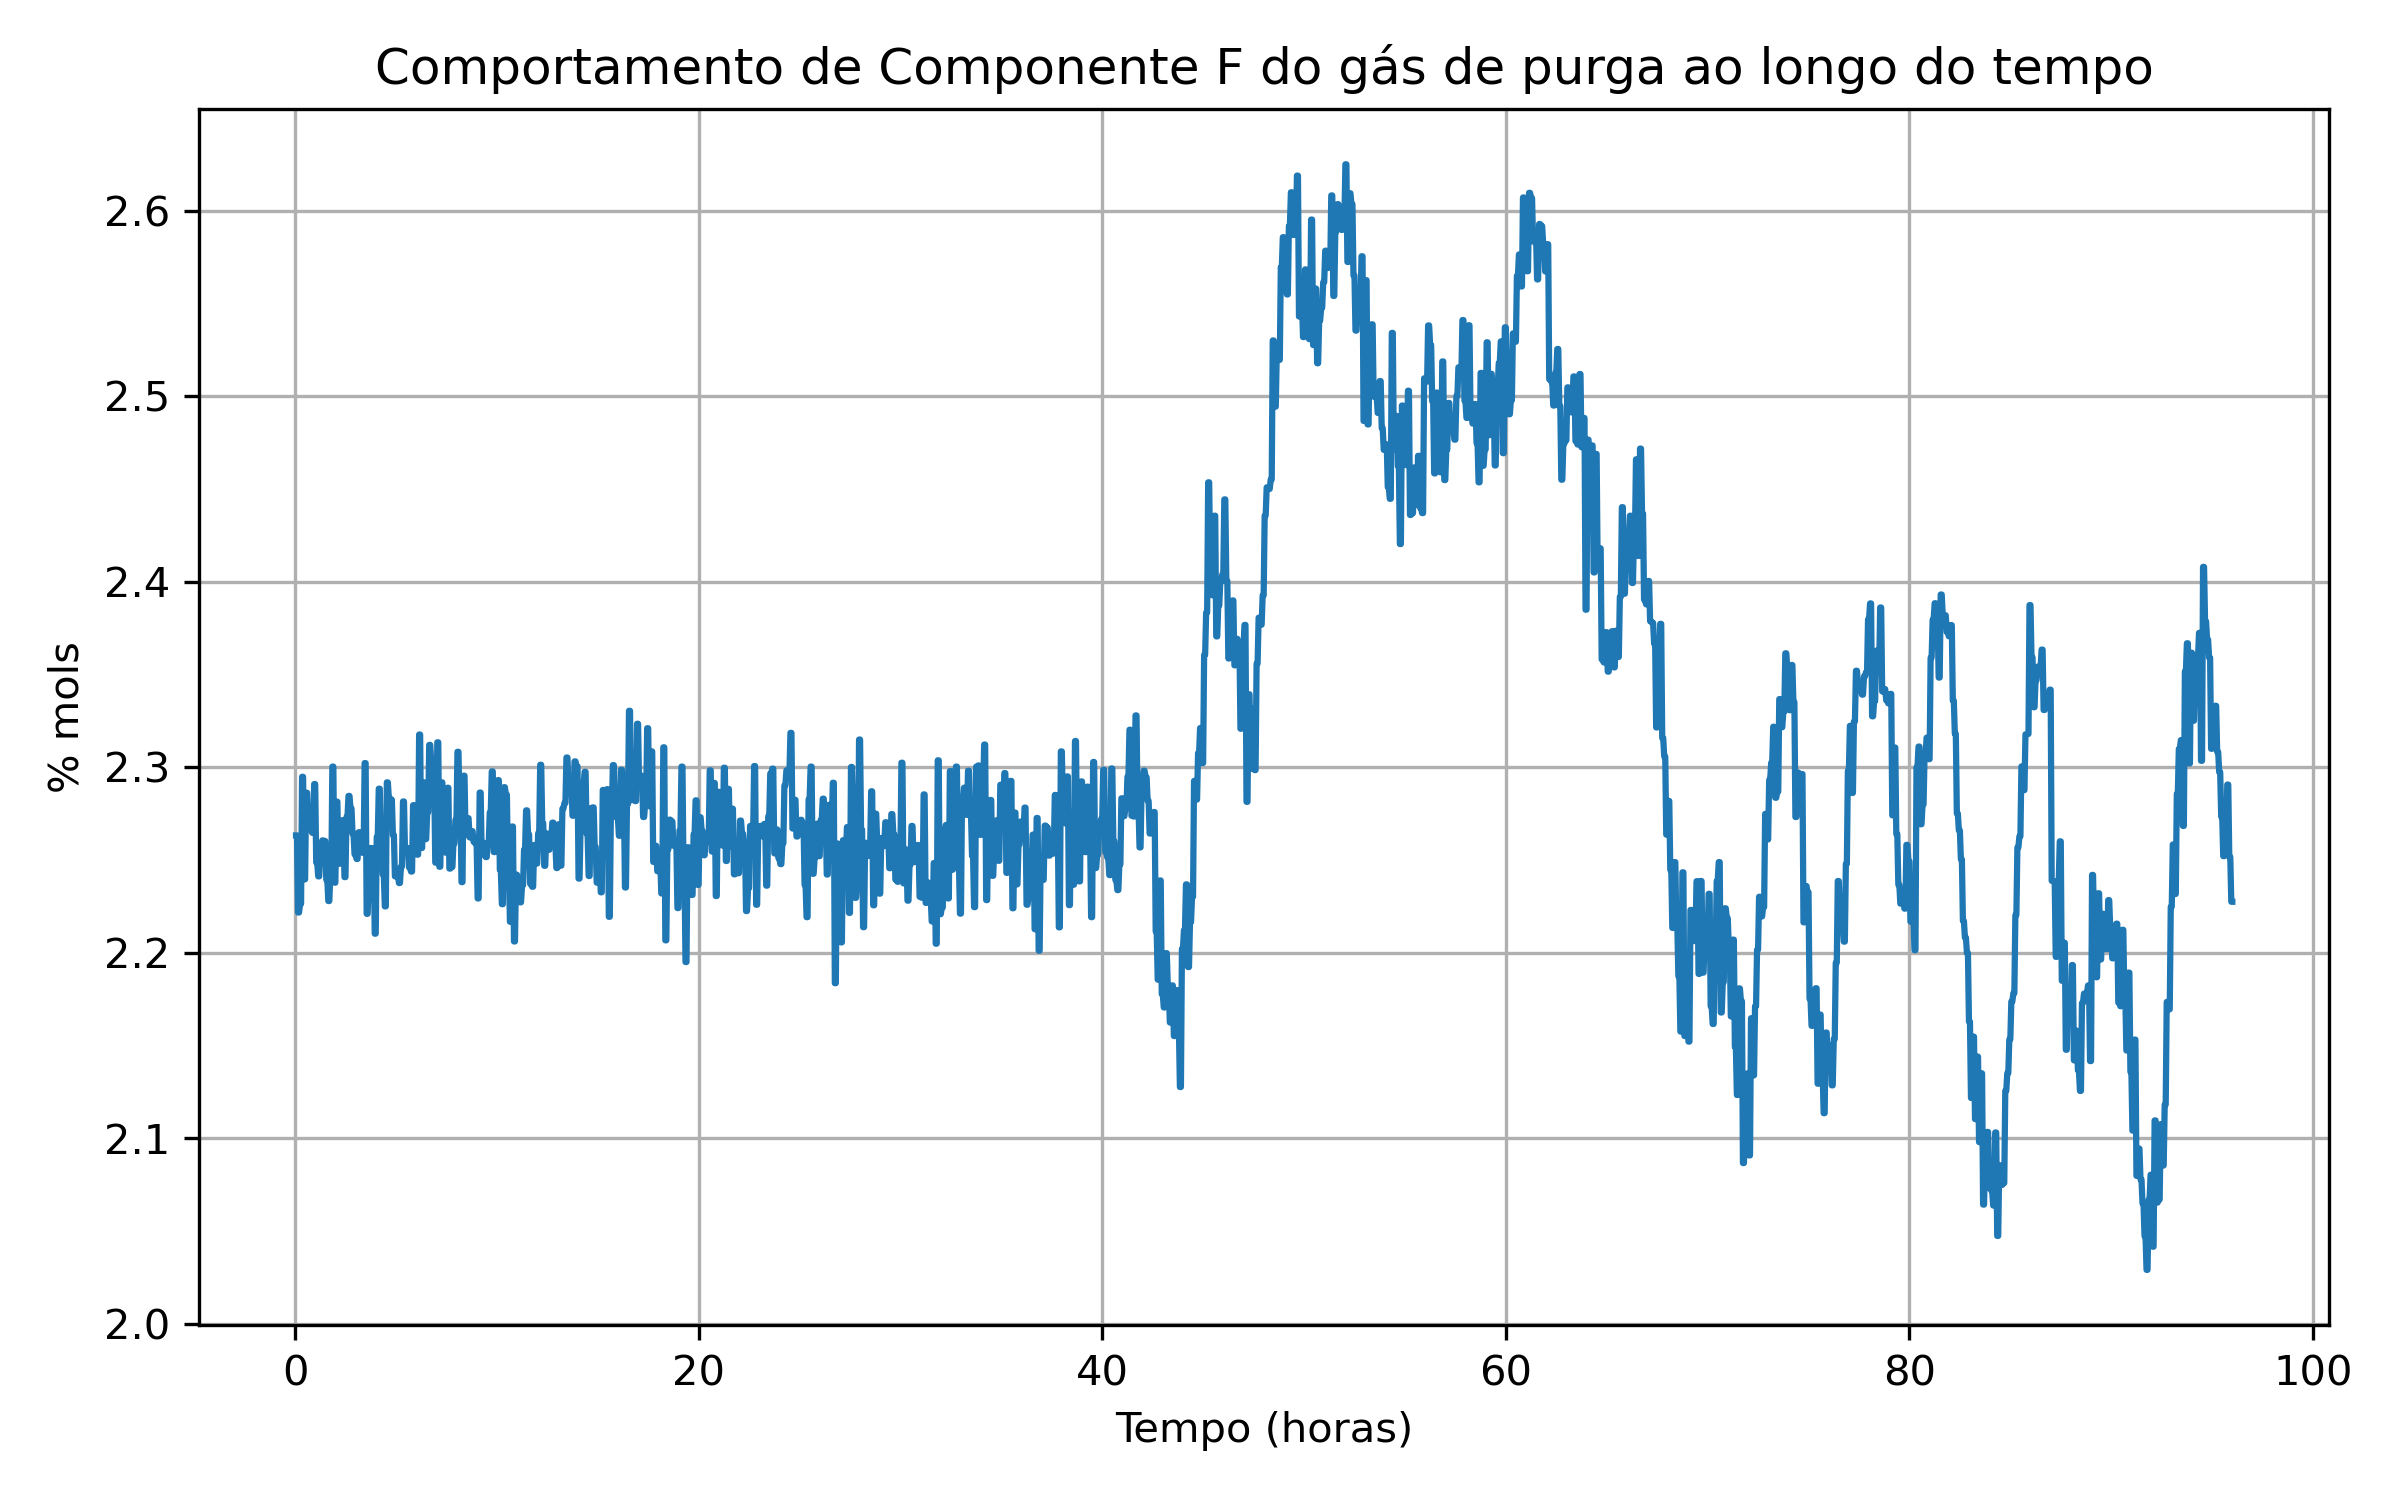 Comportamento de Componente F do gás de purga ao longo do tempo
% mols
2.6
2.5
2.4
2.3
2.2
2.1
2.0
0 20 40 60 80 100
Tempo (horas)